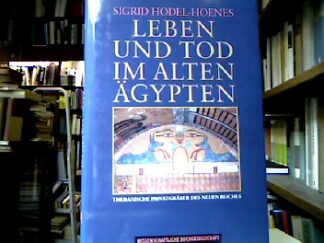 SIGRID HODEL-HOENES
LEBEN
UND TOD
IM ALTEN
ÄGYPTEN
THEBANISCHE PRIVATGRÄBER DES NEUEN REICHES
WISSENSCHAFTLICHE BUCHGESELLSCHAFT